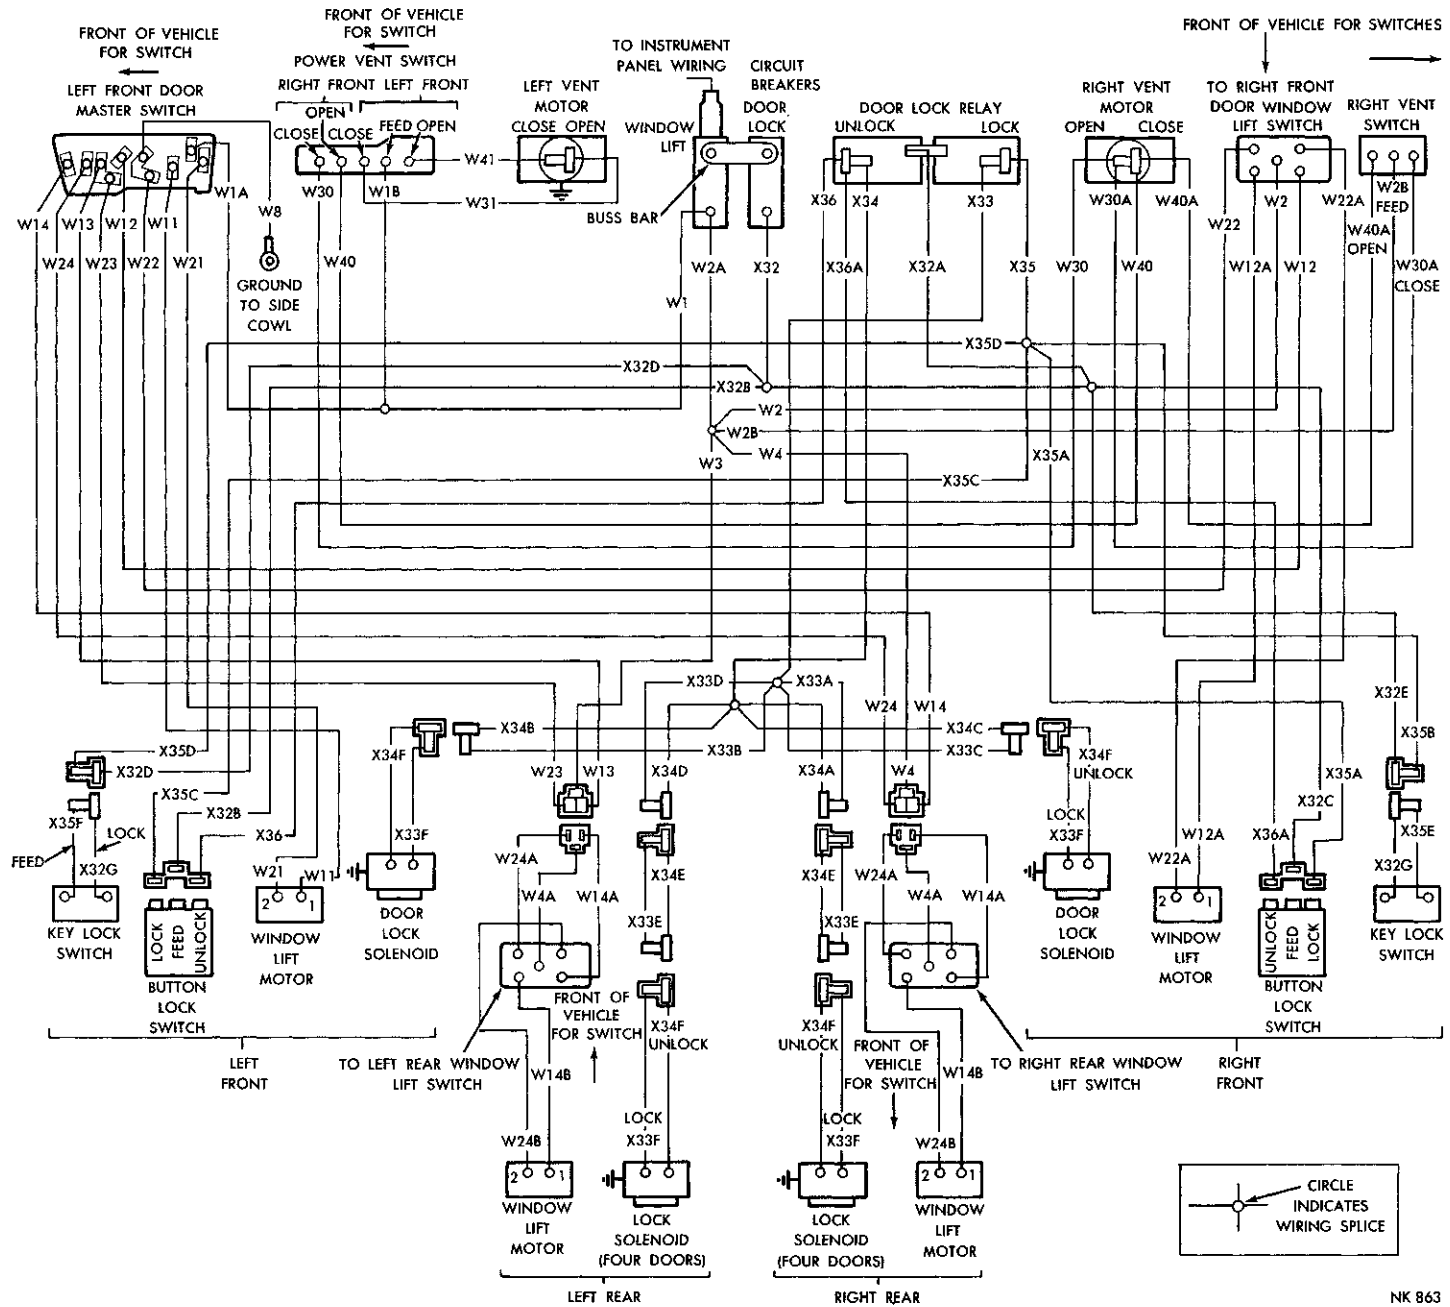 FRONT OF VEHICLE
FOR SWITCH
LEFT FRONT DOOR
MASTER SWITCH
FRONT OF VEHICLE
FOR SWITCH
POWER VENT SWITCH
RIGHT FRONT
LEFT FRONT
OPEN
CLOSE
CLOSE
FEED
OPEN
LEFT VENT
MOTOR
CLOSE OPEN
TO INSTRUMENT
PANEL WIRING
WINDOW
LIFT
CIRCUIT
BREAKERS
DOOR
LOCK
BUSS BAR
DOOR LOCK RELAY
UNLOCK
LOCK
RIGHT VENT
MOTOR
OPEN
CLOSE
FRONT OF VEHICLE FOR SWITCHES
TO RIGHT FRONT
DOOR WINDOW
LIFT SWITCH
RIGHT VENT
SWITCH
W41
W31
W30
W1B
W1A
W8
W40
GROUND
TO SIDE
COWL
W14
W13
W12
W11
W24
W23
W22
W21
W1
W2A
X32
X36
X34
X33
X36A
X32A
X35
W30A
W40A
W30
W40
W22
W2
W22A
W12A
W12
W2B
FEED
W40A
OPEN
W30A
CLOSE
X35D
X32D
X32B
W2
W2B
W4
W3
X35A
X35C
X33D
X33A
W24
W14
X34B
X33B
X34C
X33C
X32E
X35B
X35D
X32D
X35C
X32B
X36
X35F
LOCK
FEED
X32G
W21
W11
2
1
X34F
X33F
KEY LOCK
SWITCH
LOCK
FEED
UNLOCK
BUTTON
LOCK
SWITCH
WINDOW
LIFT
MOTOR
DOOR
LOCK
SOLENOID
LEFT
FRONT
W23
W13
X34D
W24A
W4A
W14A
X34E
X33E
FRONT OF
VEHICLE
FOR SWITCH
X34F
UNLOCK
TO LEFT REAR WINDOW
LIFT SWITCH
W14B
W24B
LOCK
X33F
2
1
WINDOW
LIFT
MOTOR
LOCK
SOLENOID
(FOUR DOORS)
LEFT REAR
X34A
W4
W24A
W4A
W14A
X34E
X33E
X34F
UNLOCK
FRONT OF
VEHICLE
FOR SWITCH
TO RIGHT REAR WINDOW
LIFT SWITCH
W14B
W24B
LOCK
X33F
2
1
LOCK
SOLENOID
(FOUR DOORS)
WINDOW
LIFT
MOTOR
RIGHT REAR
X34F
UNLOCK
LOCK
X33F
DOOR
LOCK
SOLENOID
W22A
W12A
2
1
WINDOW
LIFT
MOTOR
X36A
X32C
X35A
UNLOCK
FEED
LOCK
BUTTON
LOCK
SWITCH
X35E
X32G
KEY LOCK
SWITCH
RIGHT
FRONT
CIRCLE
INDICATES
WIRING SPLICE
NK 863